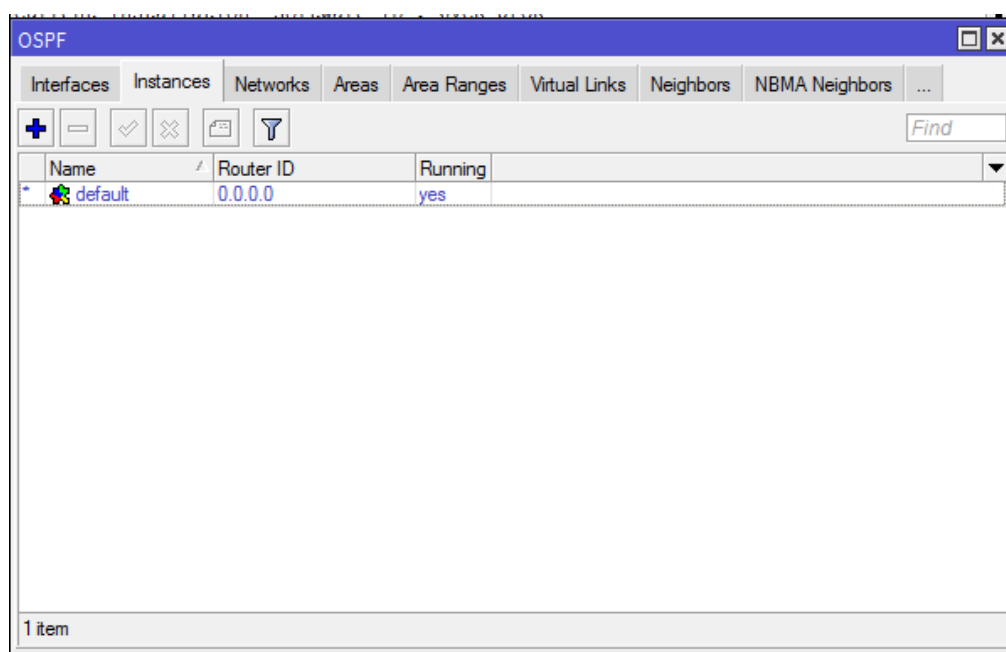 OSPF
Interfaces Instances Networks Areas Area Ranges Virtual Links Neighbors NBMA Neighbors ...
Find
Name Router ID Running
* default 0.0.0.0 yes
1 item